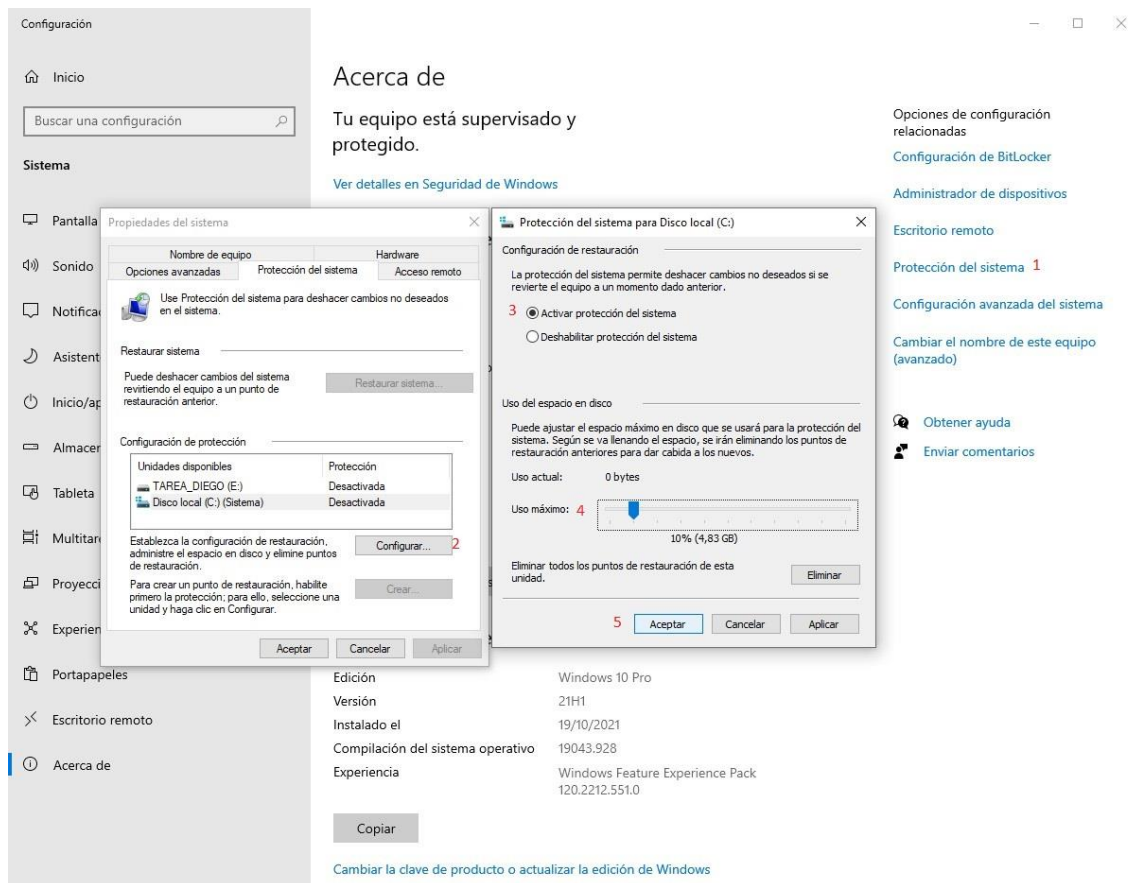 Configuración
Inicio
Buscar una configuración
Sistema
Pantalla
Sonido
Notifica
Asistent
Inicio/ap
Almacer
Tableta
Multitar
Proyecci
Experien
Portapapeles
Escritorio remoto
Acerca de
Acerca de
Tu equipo está supervisado y
protegido.
Ver detalles en Seguridad de Windows
Propiedades del sistema
Nombre de equipo
Hardware
Opciones avanzadas
Protección del sistema
Acceso remoto
Use Protección del sistema para deshacer cambios no deseados
en el sistema.
Restaurar sistema
Puede deshacer cambios del sistema
revirtiendo el equipo a un punto de
restauración anterior.
Restaurar sistema...
Configuración de protección
Unidades disponibles
Protección
TAREA_DIEGO (E:)
Desactivada
Disco local (C:) (Sistema)
Desactivada
Establezca la configuración de restauración,
administre el espacio en disco y elimine puntos
de restauración.
Configurar...
2
Para crear un punto de restauración, habilite
primero la protección; para ello, seleccione una
unidad y haga clic en Configurar.
Crear...
Aceptar
Cancelar
Aplicar
Protección del sistema para Disco local (C:)
Configuración de restauración
La protección del sistema permite deshacer cambios no deseados si se
revierte el equipo a un momento dado anterior.
3
Activar protección del sistema
Deshabilitar protección del sistema
Uso del espacio en disco
Puede ajustar el espacio máximo en disco que se usará para la protección del
sistema. Según se va llenando el espacio, se irán eliminando los puntos de
restauración anteriores para dar cabida a los nuevos.
Uso actual:
0 bytes
Uso máximo:
4
10% (4,83 GB)
Eliminar todos los puntos de restauración de esta
unidad.
Eliminar
5
Aceptar
Cancelar
Aplicar
Edición
Windows 10 Pro
Versión
21H1
Instalado el
19/10/2021
Compilación del sistema operativo
19043.928
Experiencia
Windows Feature Experience Pack
120.2212.551.0
Copiar
Cambiar la clave de producto o actualizar la edición de Windows
Opciones de configuración
relacionadas
Configuración de BitLocker
Administrador de dispositivos
Escritorio remoto
Protección del sistema 1
Configuración avanzada del sistema
Cambiar el nombre de este equipo
(avanzado)
Obtener ayuda
Enviar comentarios